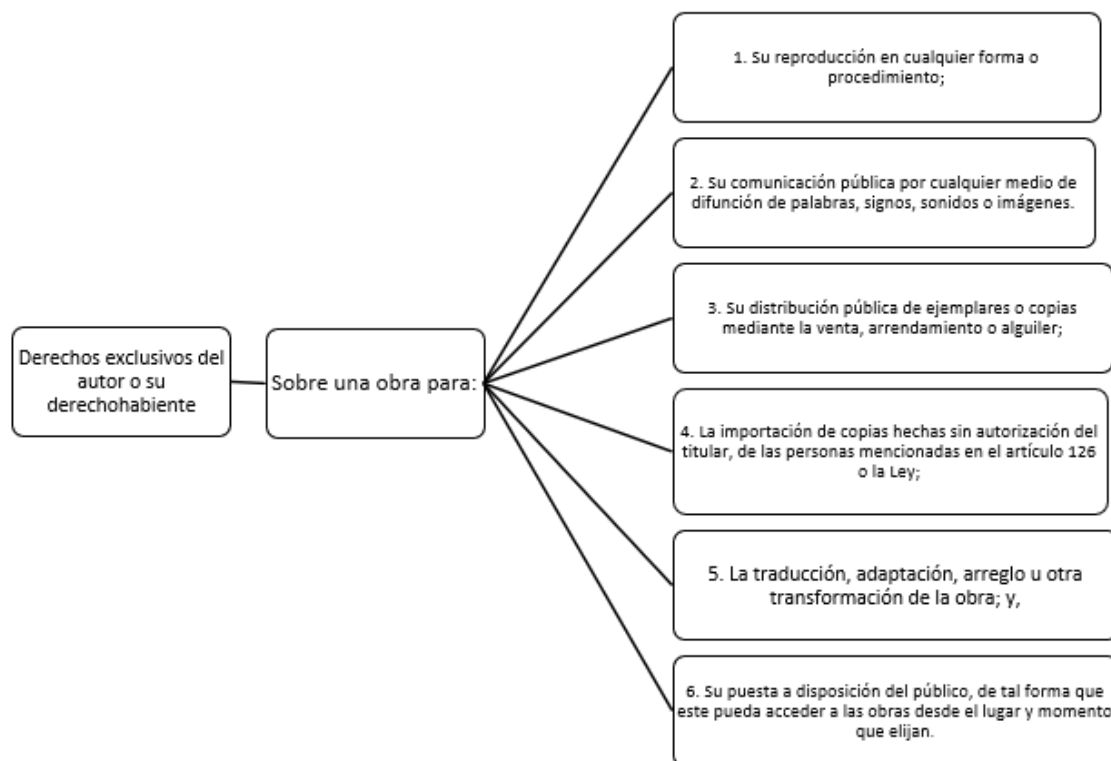 Derechos exclusivos del
autor o su
derechohabiente
Sobre una obra para:
1. Su reproducción en cualquier forma o
procedimiento;
2. Su comunicación pública por cualquier medio de
difunción de palabras, signos, sonidos o imágenes.
3. Su distribución pública de ejemplares o copias
mediante la venta, arrendamiento o alguiler;
4. La importación de copias hechas sin autorización del
titular, de las personas mencionadas en el artículo 126
o la Ley;
5. La traducción, adaptación, arreglo u otra
transformación de la obra; y,
6. Su puesta a disposición del público, de tal forma que
este pueda acceder a las obras desde el lugar y momento
que elijan.